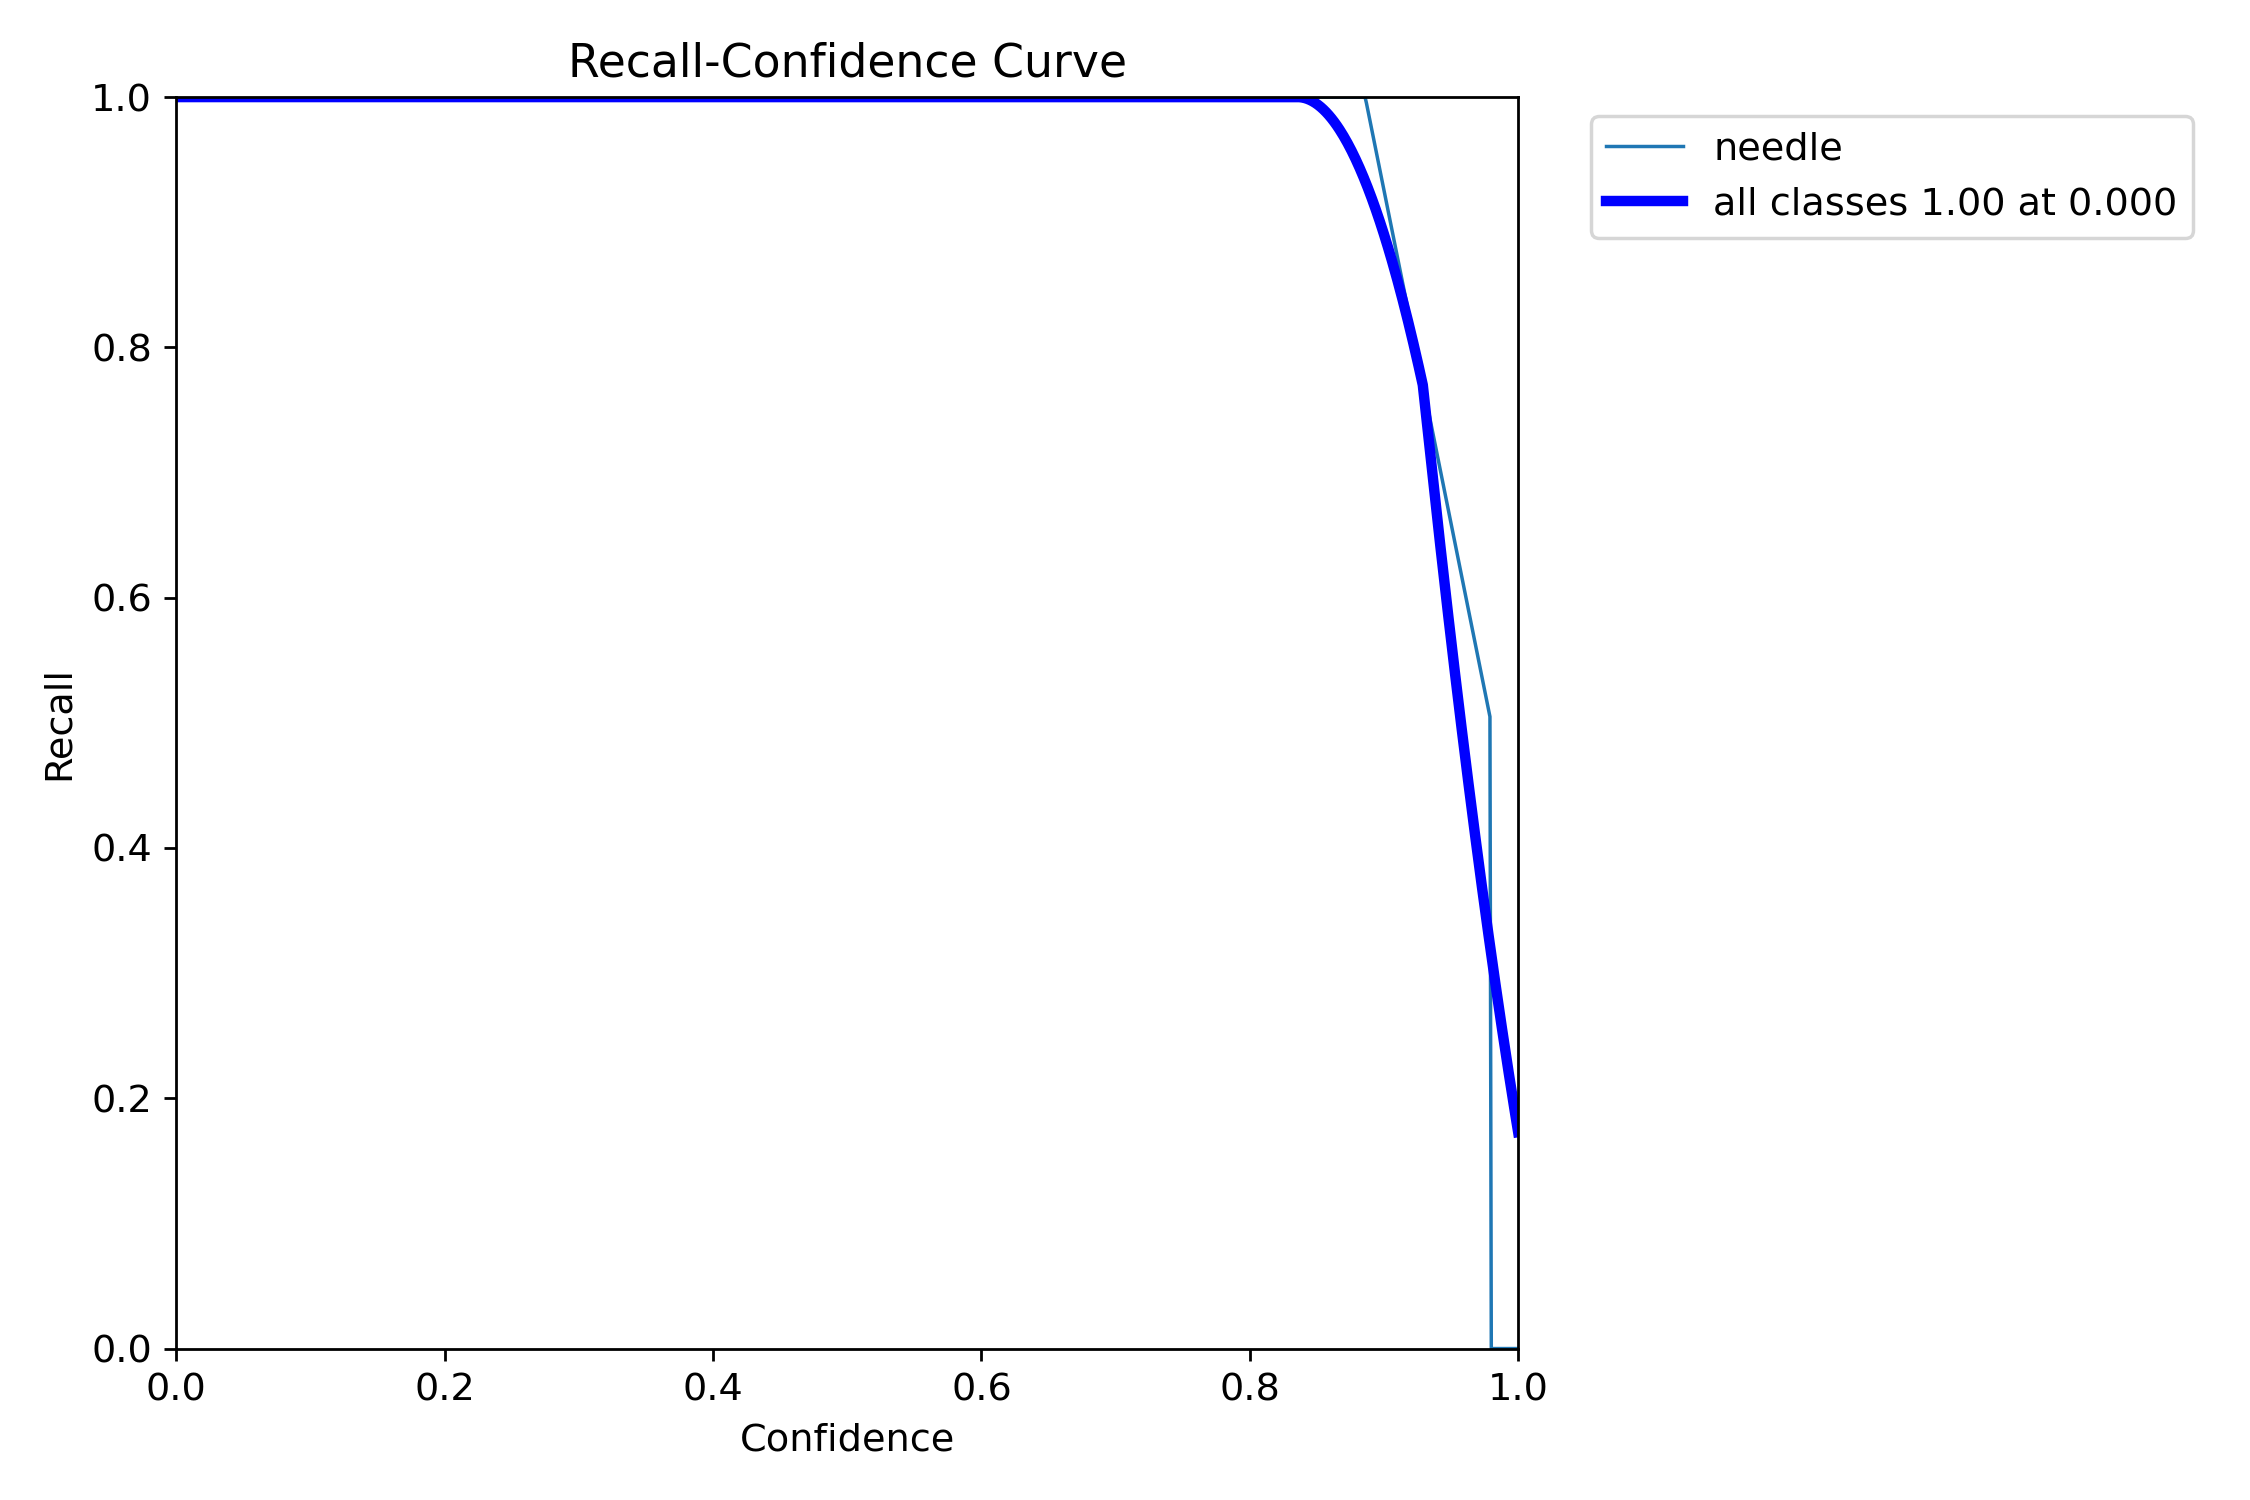 Recall-Confidence Curve
1.0
0.8
0.6
0.4
0.2
0.0
Recall
0.0 0.2 0.4 0.6 0.8 1.0
Confidence
needle
all classes 1.00 at 0.000